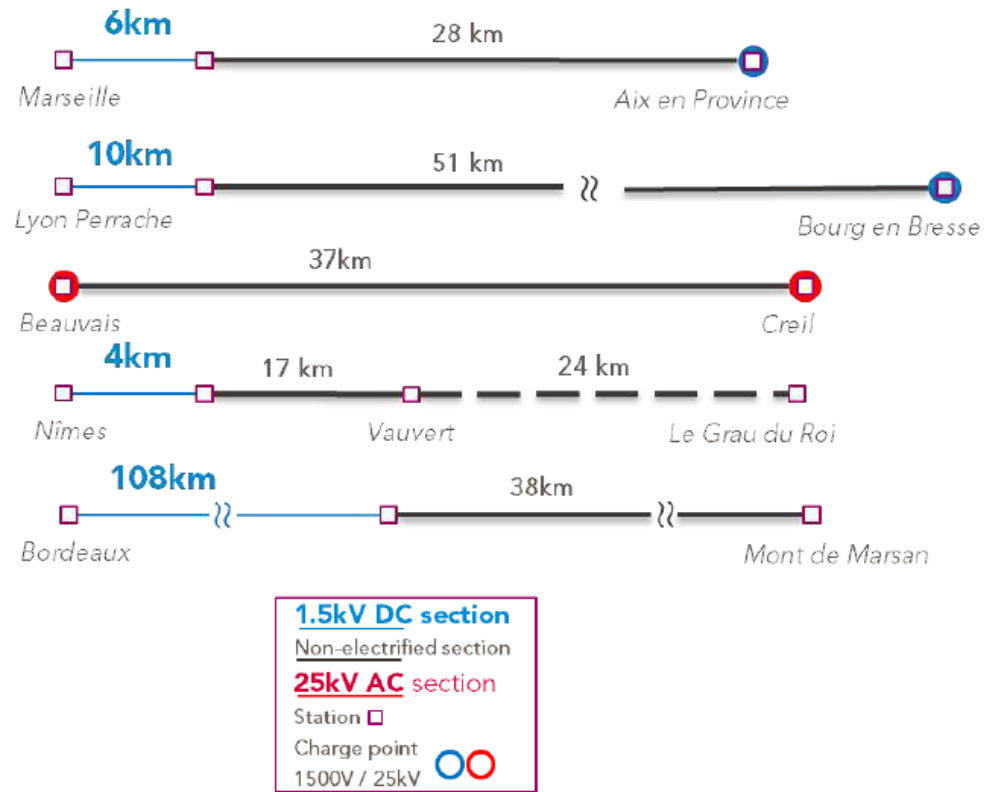 6km
28 km
Marseille
Aix en Province
10km
51 km
Lyon Perrache
Bourg en Bresse
37km
Beauvais
Creil
4km
17 km
24 km
Nîmes
Vauvert
Le Grau du Roi
108km
38km
Bordeaux
Mont de Marsan
1.5kV DC section
Non-electrified section
25kV AC section
Station
Charge point
1500V / 25kV